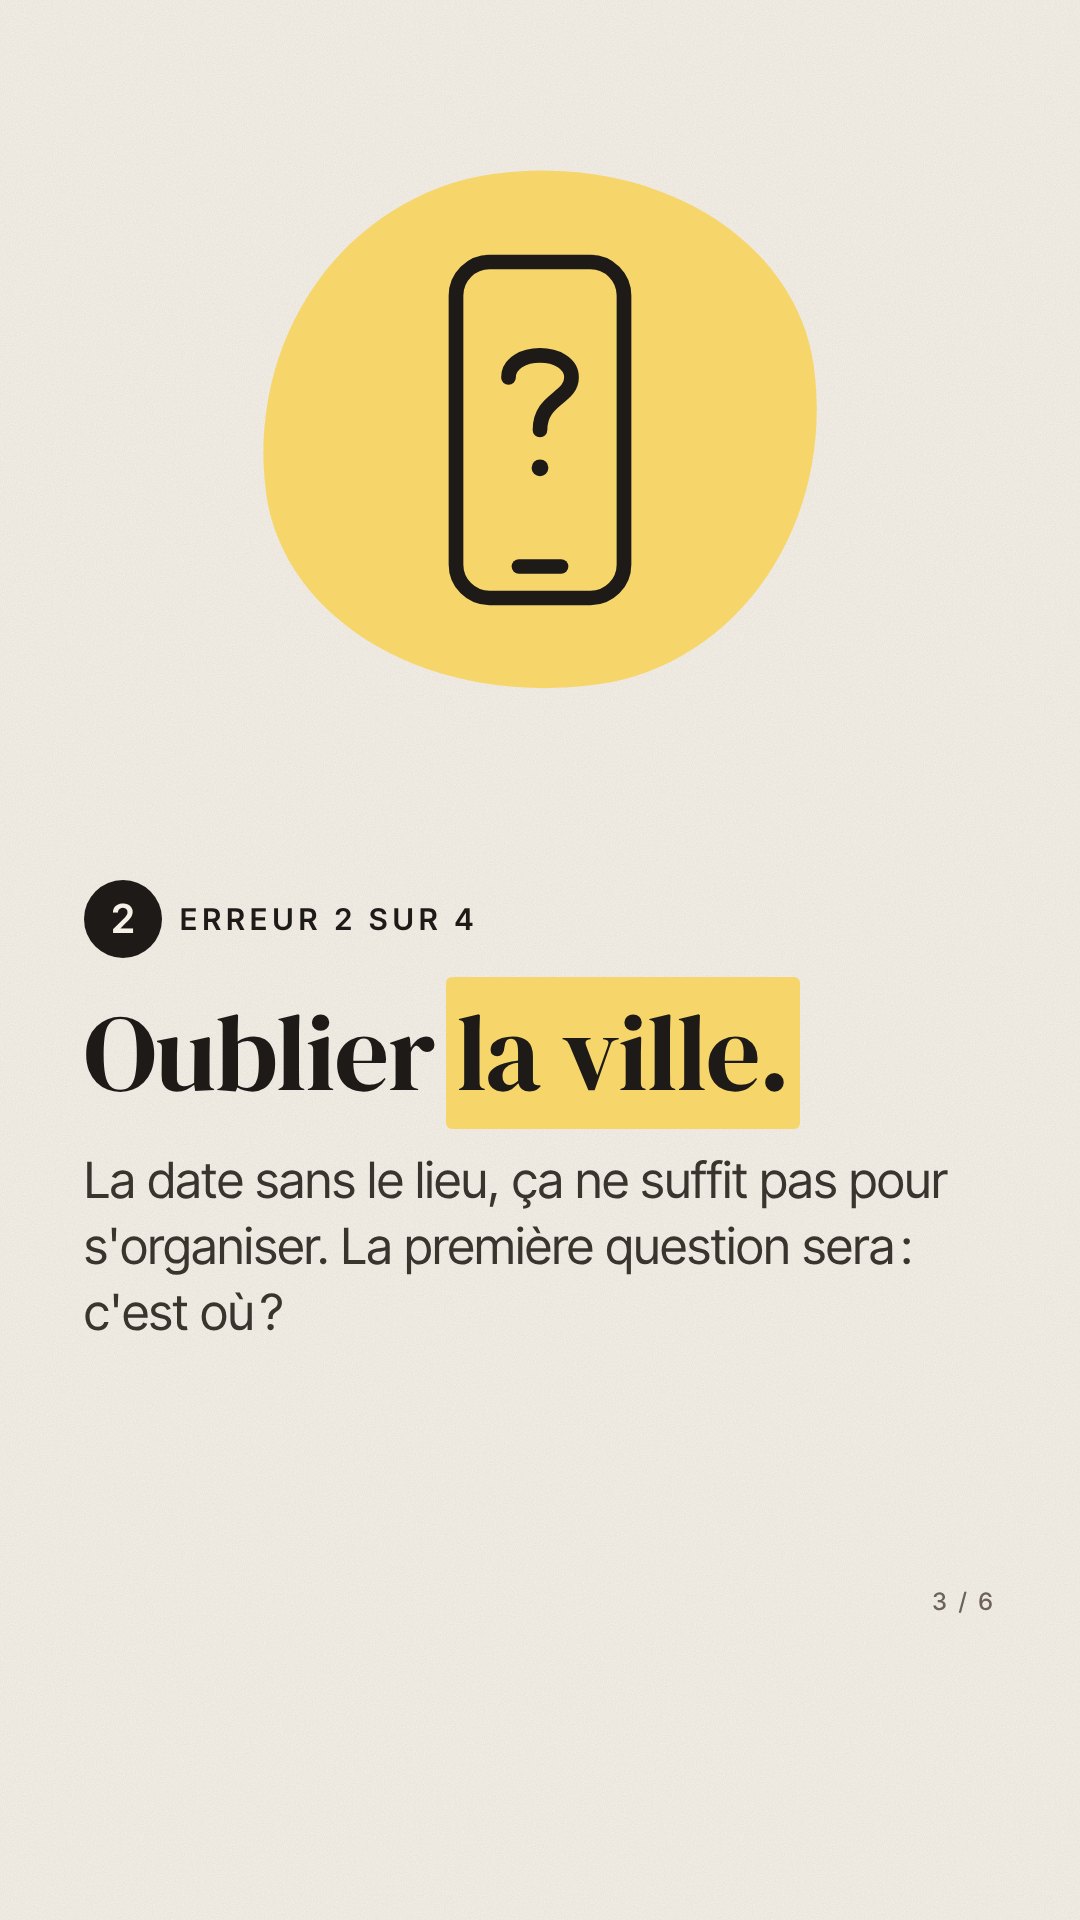 ?
2 ERREUR 2 SUR 4
Oublier la ville.
La date sans le lieu, ça ne suffit pas pour
s'organiser. La première question sera :
c'est où ?
3 / 6